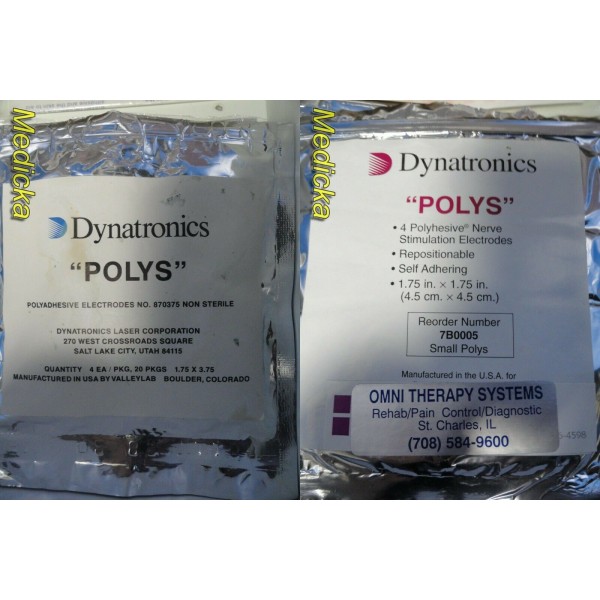 Medicka
Dynatronics
"POLYS"
POLYADHESIVE ELECTRODES NO. 870375 NON STERILE
DYNATRONICS LASER CORPORATION
270 WEST CROSSROADS SQUARE
SALT LAKE CITY, UTAH 84115
QUANTITY 4 EA / PKG, 20 PKGS 1.75 X 3.75
MANUFACTURED IN USA BY VALLEYLAB BOULDER, COLORADO
Medicka
Dynatronics
"POLYS"
• 4 Polyhesive® Nerve
Stimulation Electrodes
• Repositionable
• Self Adhering
• 1.75 in. × 1.75 in.
(4.5 cm. × 4.5 cm.)
Reorder Number
7B0005
Small Polys
Manufactured in the U.S.A. for
OMNI THERAPY SYSTEMS
Rehab/Pain Control/Diagnostic
St. Charles, IL
(708) 584-9600
-4598